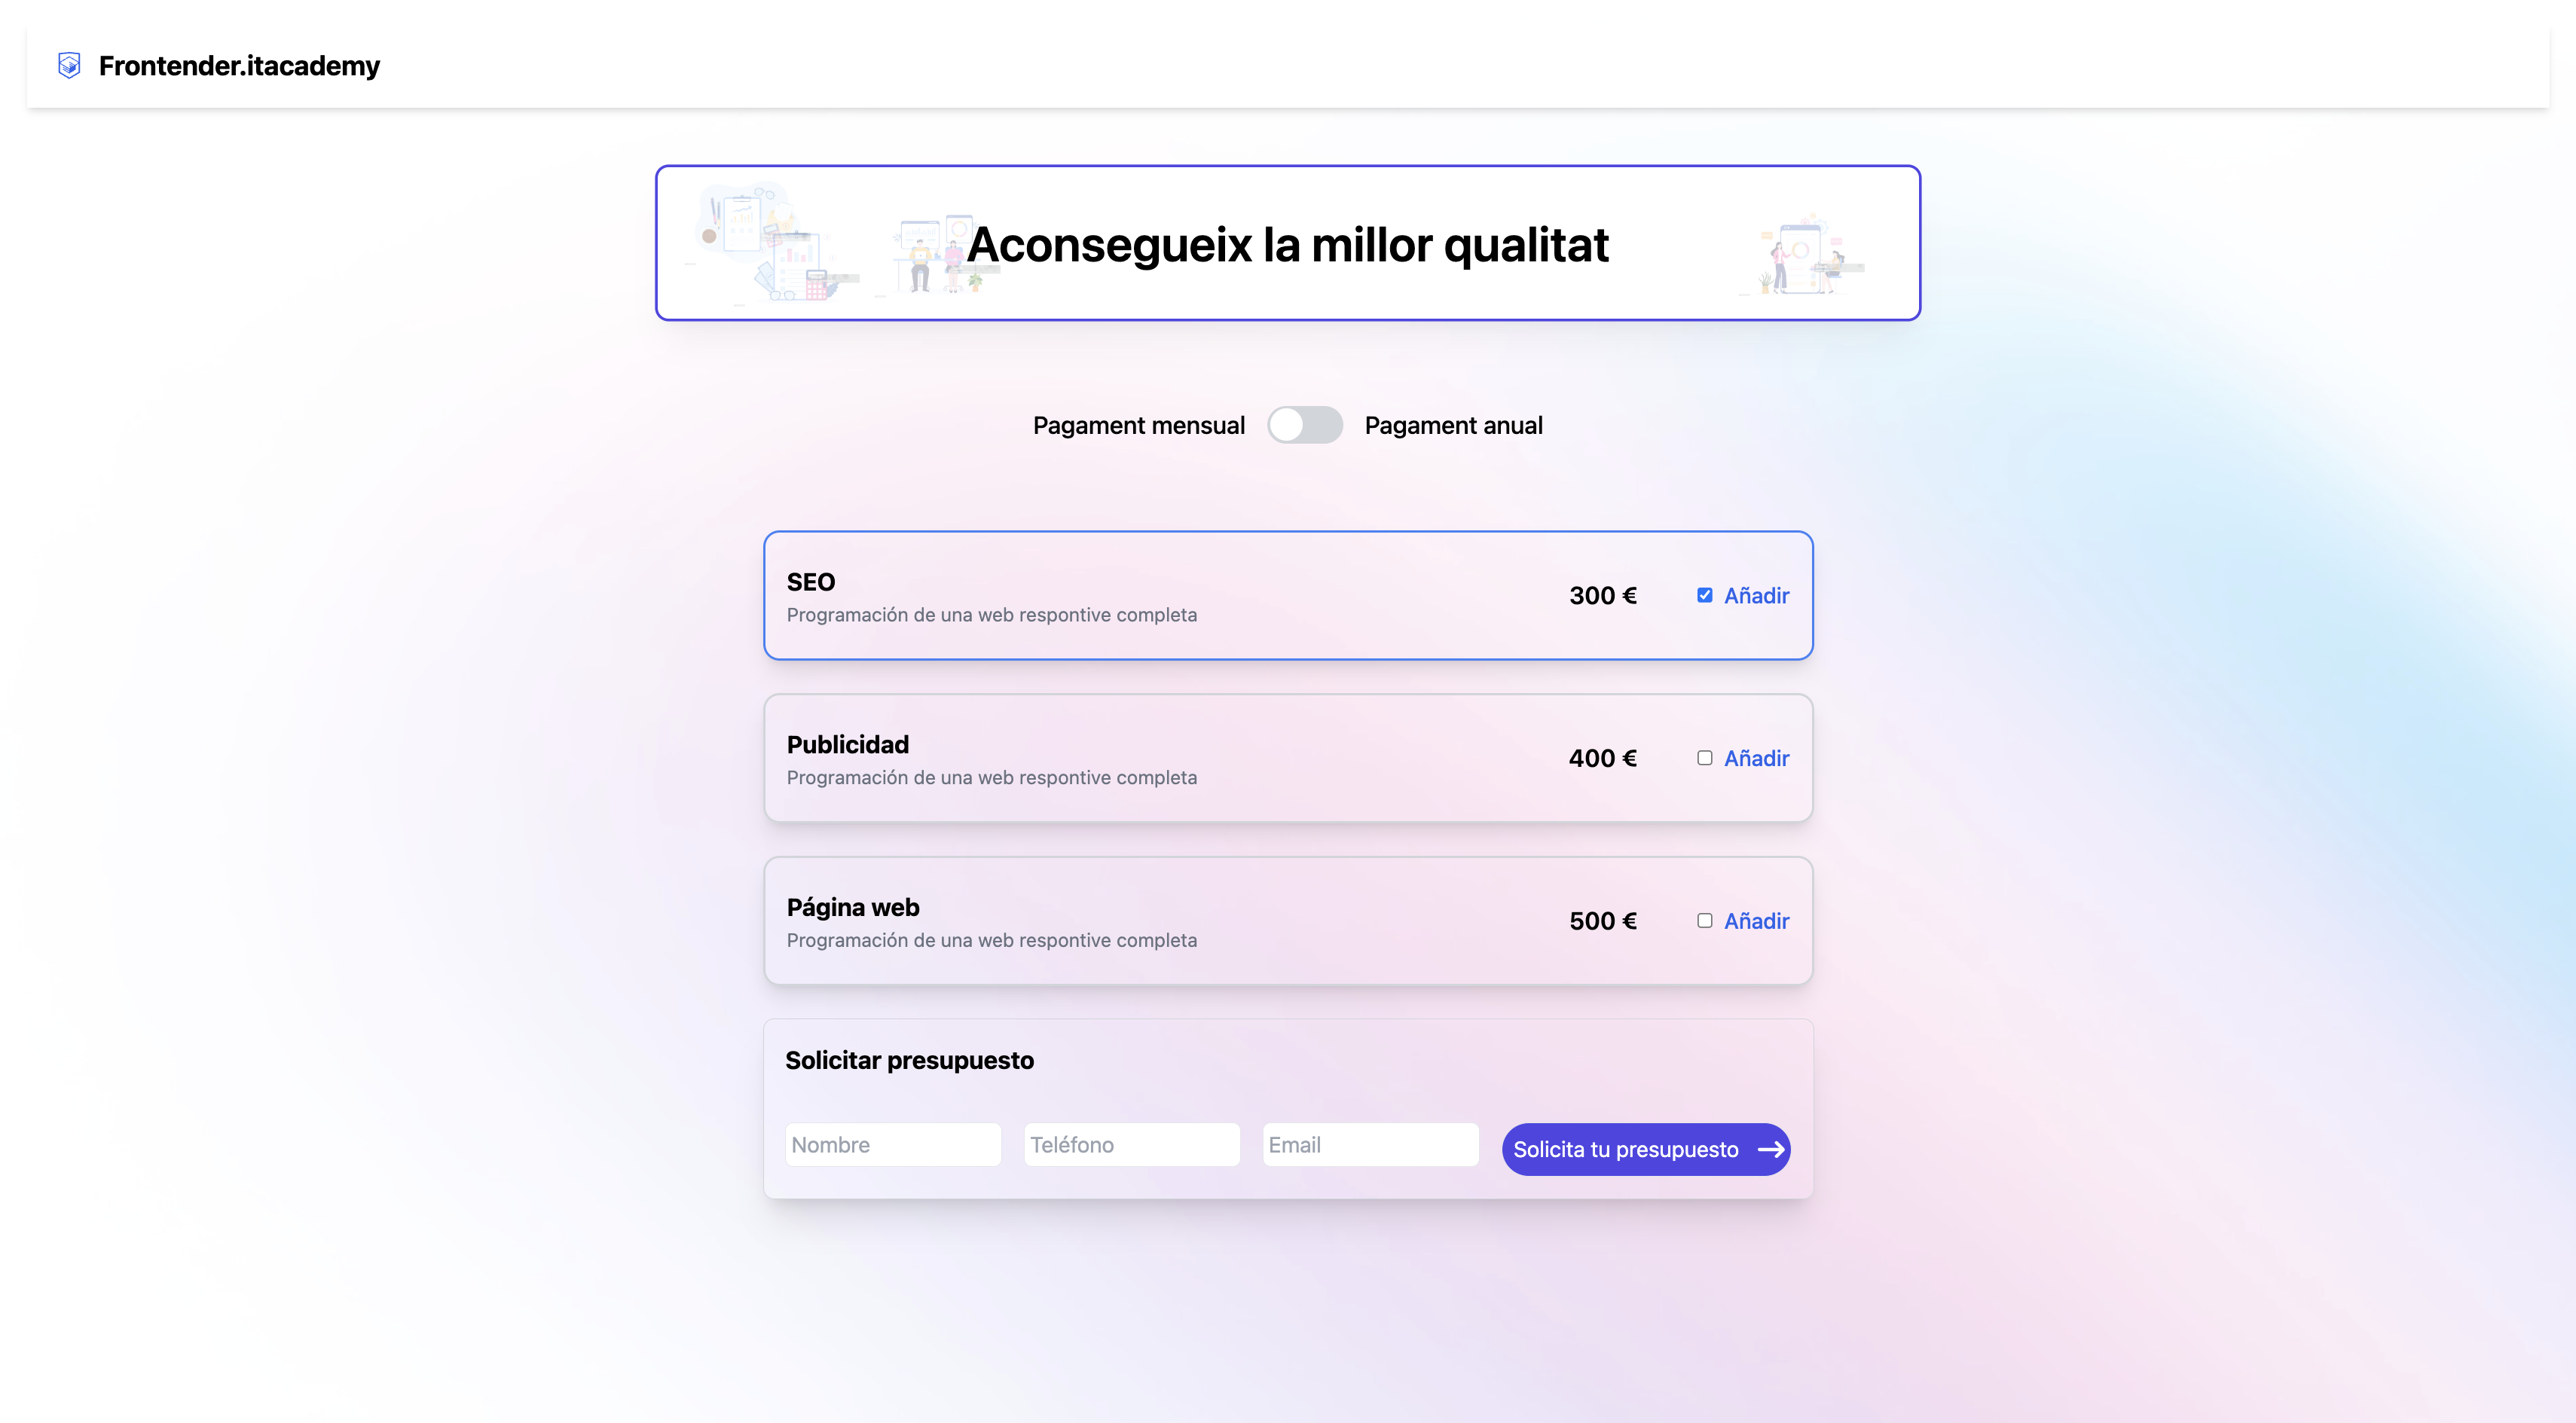 Frontender.itacademy
Aconsegueix la millor qualitat
Pagament mensual Pagament anual
SEO
Programación de una web respontive completa
300 € Añadir
Publicidad
Programación de una web respontive completa
400 € Añadir
Página web
Programación de una web respontive completa
500 € Añadir
Solicitar presupuesto
Nombre Teléfono Email Solicita tu presupuesto